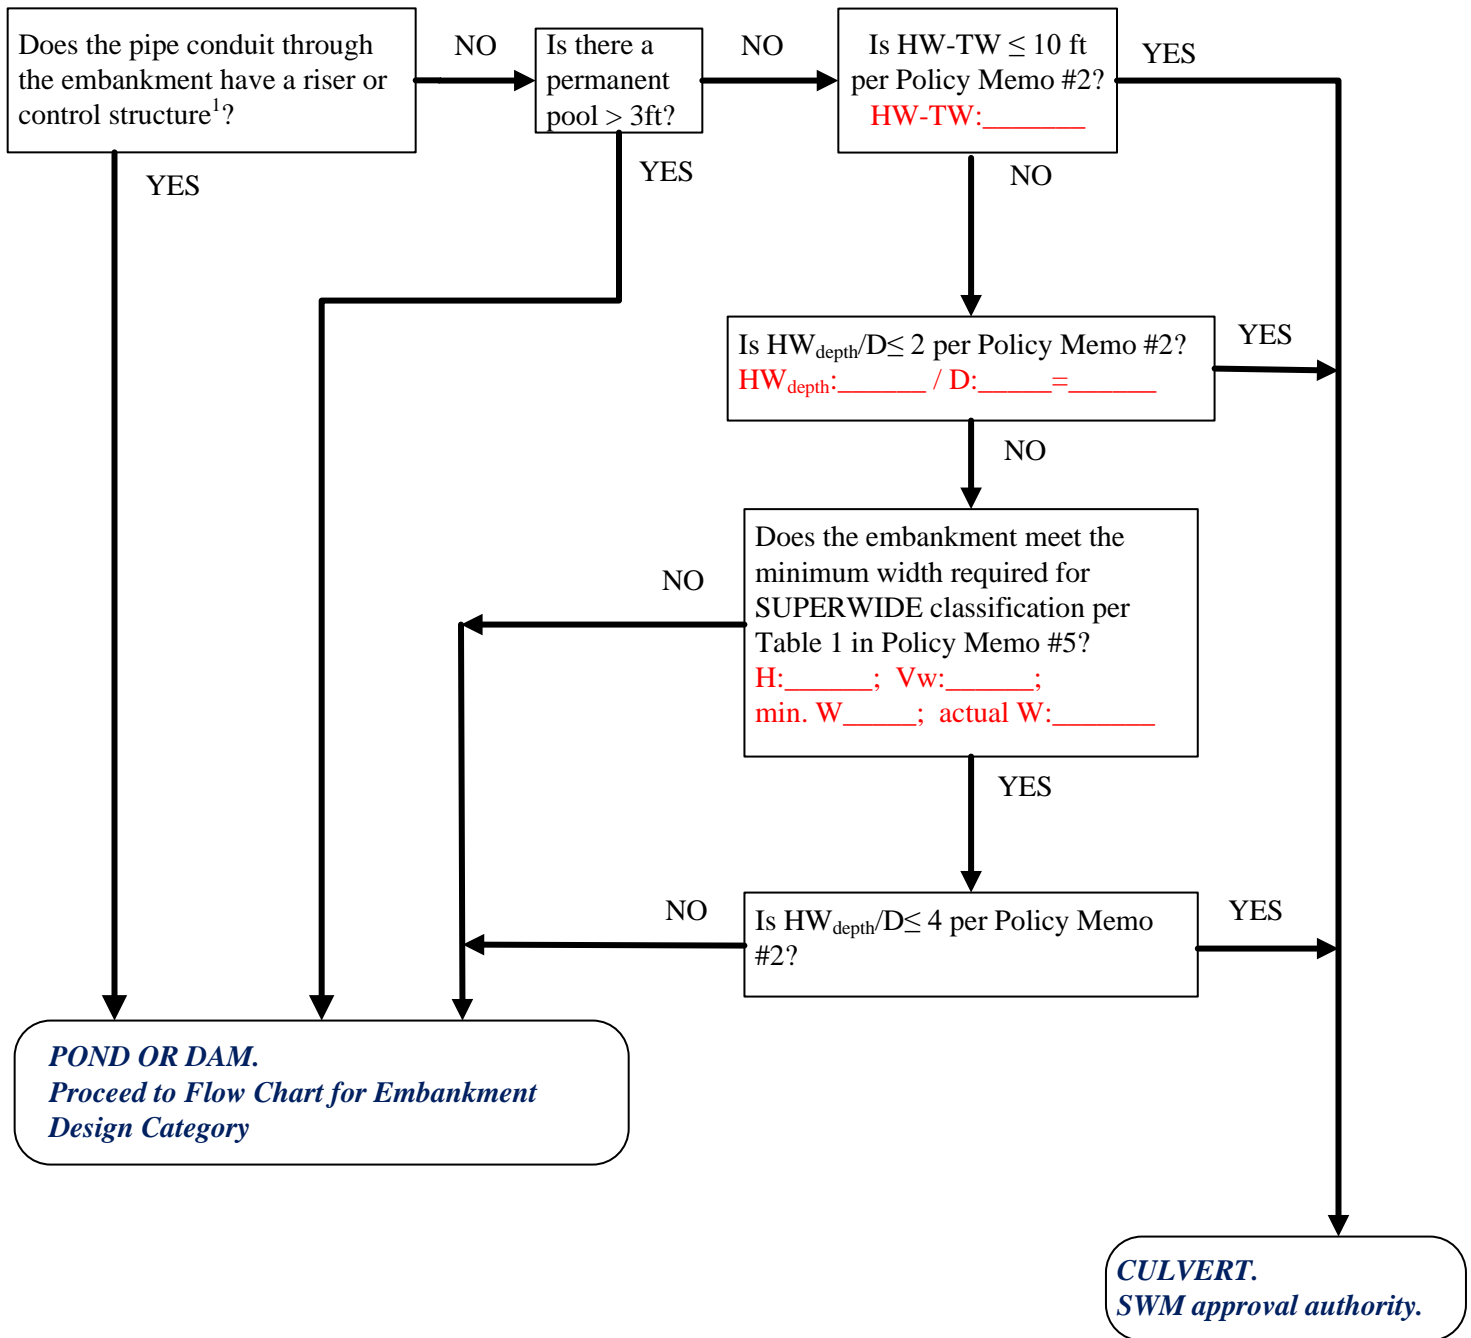 Does the pipe conduit through
the embankment have a riser or
control structure¹?
NO
Is there a
permanent
pool > 3ft?
NO
Is HW-TW ≤ 10 ft
per Policy Memo #2?
HW-TW:_______
YES
YES
YES
NO
Is HWdepth/D≤ 2 per Policy Memo #2?
HWdepth:______ / D:_____=______
YES
NO
Does the embankment meet the
minimum width required for
SUPERWIDE classification per
Table 1 in Policy Memo #5?
H:______; Vw:______;
min. W_____; actual W:_______
NO
YES
Is HWdepth/D≤ 4 per Policy Memo
#2?
NO
YES
POND OR DAM.
Proceed to Flow Chart for Embankment
Design Category
CULVERT.
SWM approval authority.